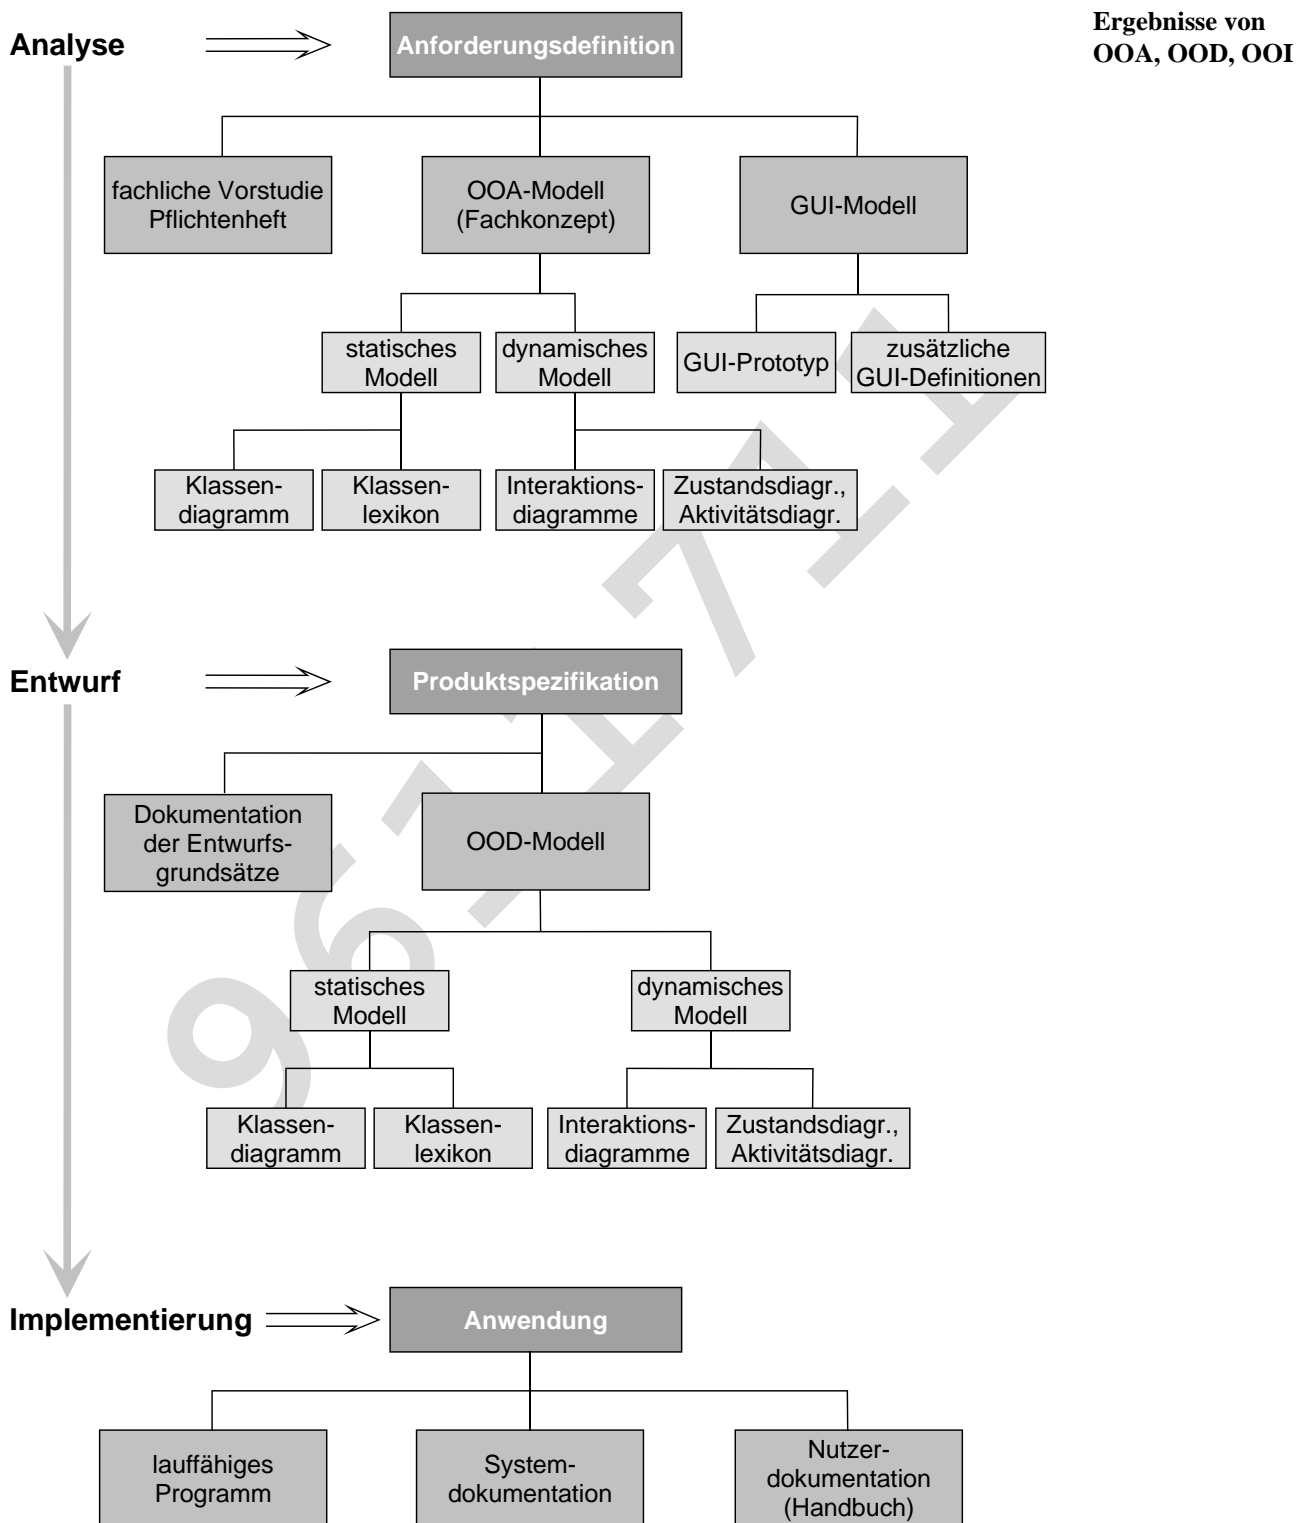 Ergebnisse von
OOA, OOD, OOI
Analyse
Anforderungsdefinition
fachliche Vorstudie
Pflichtenheft
OOA-Modell
(Fachkonzept)
GUI-Modell
statisches
Modell
dynamisches
Modell
GUI-Prototyp
zusätzliche
GUI-Definitionen
Klassen-
diagramm
Klassen-
lexikon
Interaktions-
diagramme
Zustandsdiagr.,
Aktivitätsdiagr.
Entwurf
Produktspezifikation
Dokumentation
der Entwurfs-
grundsätze
OOD-Modell
statisches
Modell
dynamisches
Modell
Klassen-
diagramm
Klassen-
lexikon
Interaktions-
diagramme
Zustandsdiagr.,
Aktivitätsdiagr.
Implementierung
Anwendung
lauffähiges
Programm
System-
dokumentation
Nutzer-
dokumentation
(Handbuch)
9611711